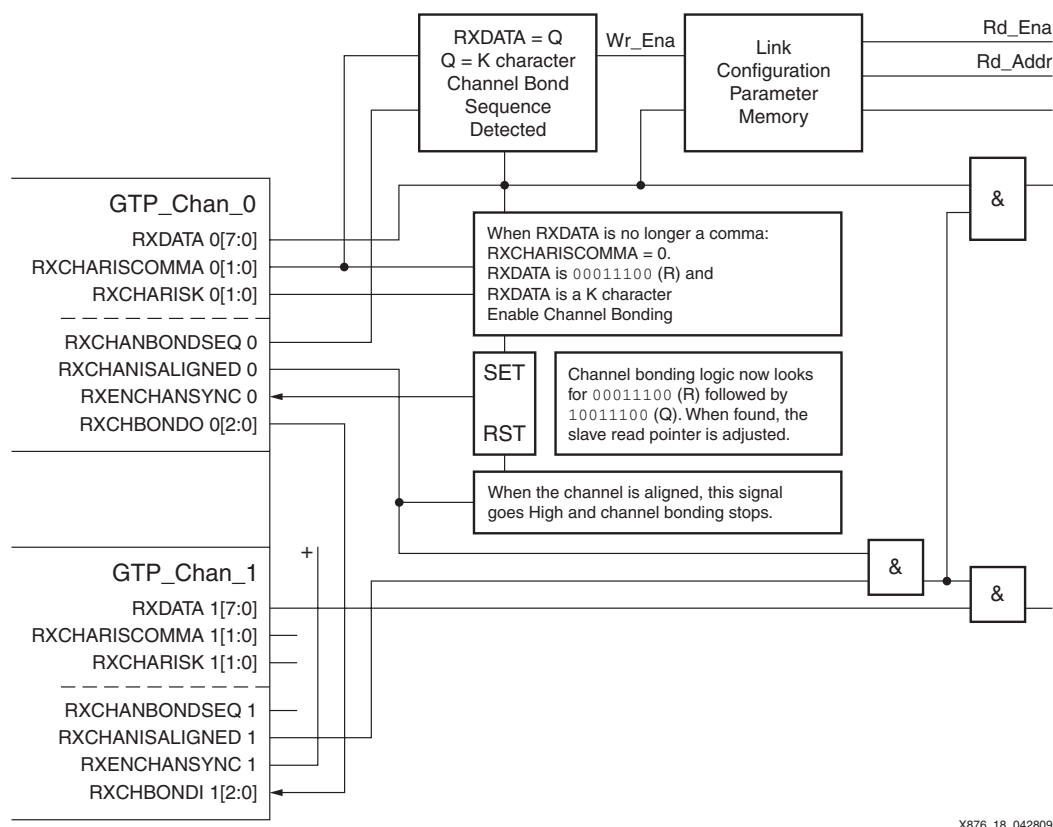 RXDATA = Q
Q = K character
Channel Bond
Sequence
Detected
Wr_Ena
Link
Configuration
Parameter
Memory
Rd_Ena
Rd_Addr
&
GTP_Chan_0
RXDATA 0[7:0]
RXCHARISCOMMA 0[1:0]
RXCHARISK 0[1:0]
RXCHANBONDSEQ 0
RXCHANISALIGNED 0
RXENCHANSYNC 0
RXCHBONDO 0[2:0]
When RXDATA is no longer a comma:
RXCHARISCOMMA = 0.
RXDATA is 00011100 (R) and
RXDATA is a K character
Enable Channel Bonding
SET
RST
Channel bonding logic now looks
for 00011100 (R) followed by
10011100 (Q). When found, the
slave read pointer is adjusted.
When the channel is aligned, this signal
goes High and channel bonding stops.
+
&
&
GTP_Chan_1
RXDATA 1[7:0]
RXCHARISCOMMA 1[1:0]
RXCHARISK 1[1:0]
RXCHANBONDSEQ 1
RXCHANISALIGNED 1
RXENCHANSYNC 1
RXCHBONDI 1[2:0]
X876_18_042809